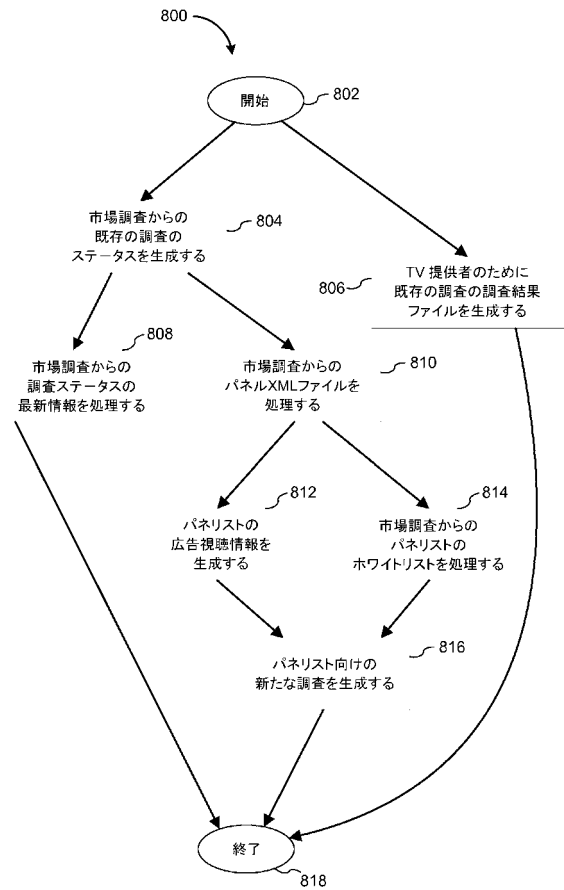 800
開始
802
市場調査からの
既存の調査の
ステータスを生成する
804
806
TV 提供者のために
既存の調査の調査結果
ファイルを生成する
808
市場調査からの
調査ステータスの
最新情報を処理する
市場調査からの
パネルXMLファイルを
処理する
810
812
パネリストの
広告視聴情報を
生成する
814
市場調査からの
パネリストの
ホワイトリストを処理する
パネリスト向けの
新たな調査を生成する
816
終了
818